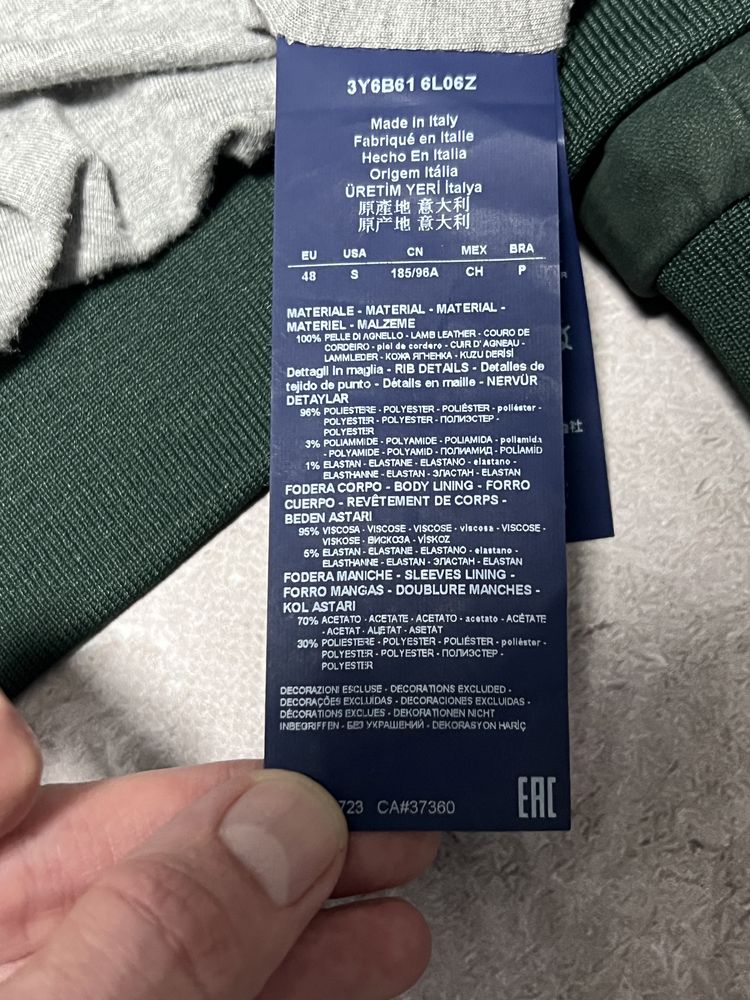 3Y6B61 6L06Z
Made in Italy
Fabriqué en Italie
Hecho En Italia
Origem Itália
ÜRETİM YERİ İtalya
原產地 意大利
原产地 意大利
EU USA CN MEX BRA
48 S 185/96A CH P
MATERIALE - MATERIAL - MATERIAL -
MATERIEL - MALZEME
100% PELLE DI AGNELLO - LAMB LEATHER - COURO DE
CORDEIRO - piel de cordero - CUIR D'AGNEAU -
LAMMLEDER - КОЖА ЯГНЕНКА - KUZU DERİSİ
Dettagli in maglia - RIB DETAILS - Detalles de
tejido de punto - Détails en maille - NERVÜR
DETAYLAR
96% POLIESTERE - POLYESTER - POLIÉSTER - poliéster -
POLYESTER - POLYESTER - ПОЛИЭСТЕР -
POLYESTER
3% POLIAMMIDE - POLYAMIDE - POLIAMIDA - poliamida
- POLYAMIDE - POLYAMID - ПОЛИАМИД - POLİAMİD
1% ELASTAN - ELASTANE - ELASTANO - elastano -
ELASTHANNE - ELASTAN - ЭЛАСТАН - ELASTAN
FODERA CORPO - BODY LINING - FORRO
CUERPO - REVÊTEMENT DE CORPS -
BEDEN ASTARI
95% VISCOSA - VISCOSE - VISCOSE - viscosa - VISCOSE -
VISKOSE - ВИСКОЗА - VİSKOZ
5% ELASTAN - ELASTANE - ELASTANO - elastano -
ELASTHANNE - ELASTAN - ЭЛАСТАН - ELASTAN
FODERA MANICHE - SLEEVES LINING -
FORRO MANGAS - DOUBLURE MANCHES -
KOL ASTARI
70% ACETATO - ACETATE - ACETATO - acetato - ACÉTATE
- ACETAT - АЦЕТАТ - ASETAT
30% POLIESTERE - POLYESTER - POLIÉSTER - poliéster -
POLYESTER - POLYESTER - ПОЛИЭСТЕР -
POLYESTER
DECORAZIONI ESCLUSE - DECORATIONS EXCLUDED -
DECORAÇÕES EXCLUIDAS - DECORACIONES EXCLUIDAS -
DÉCORATIONS EXCLUES - DEKORATIONEN NICHT
INBEGRIFFEN - БЕЗ УКРАШЕНИЙ - DEKORASYON HARİÇ
723 CA#37360
EAC